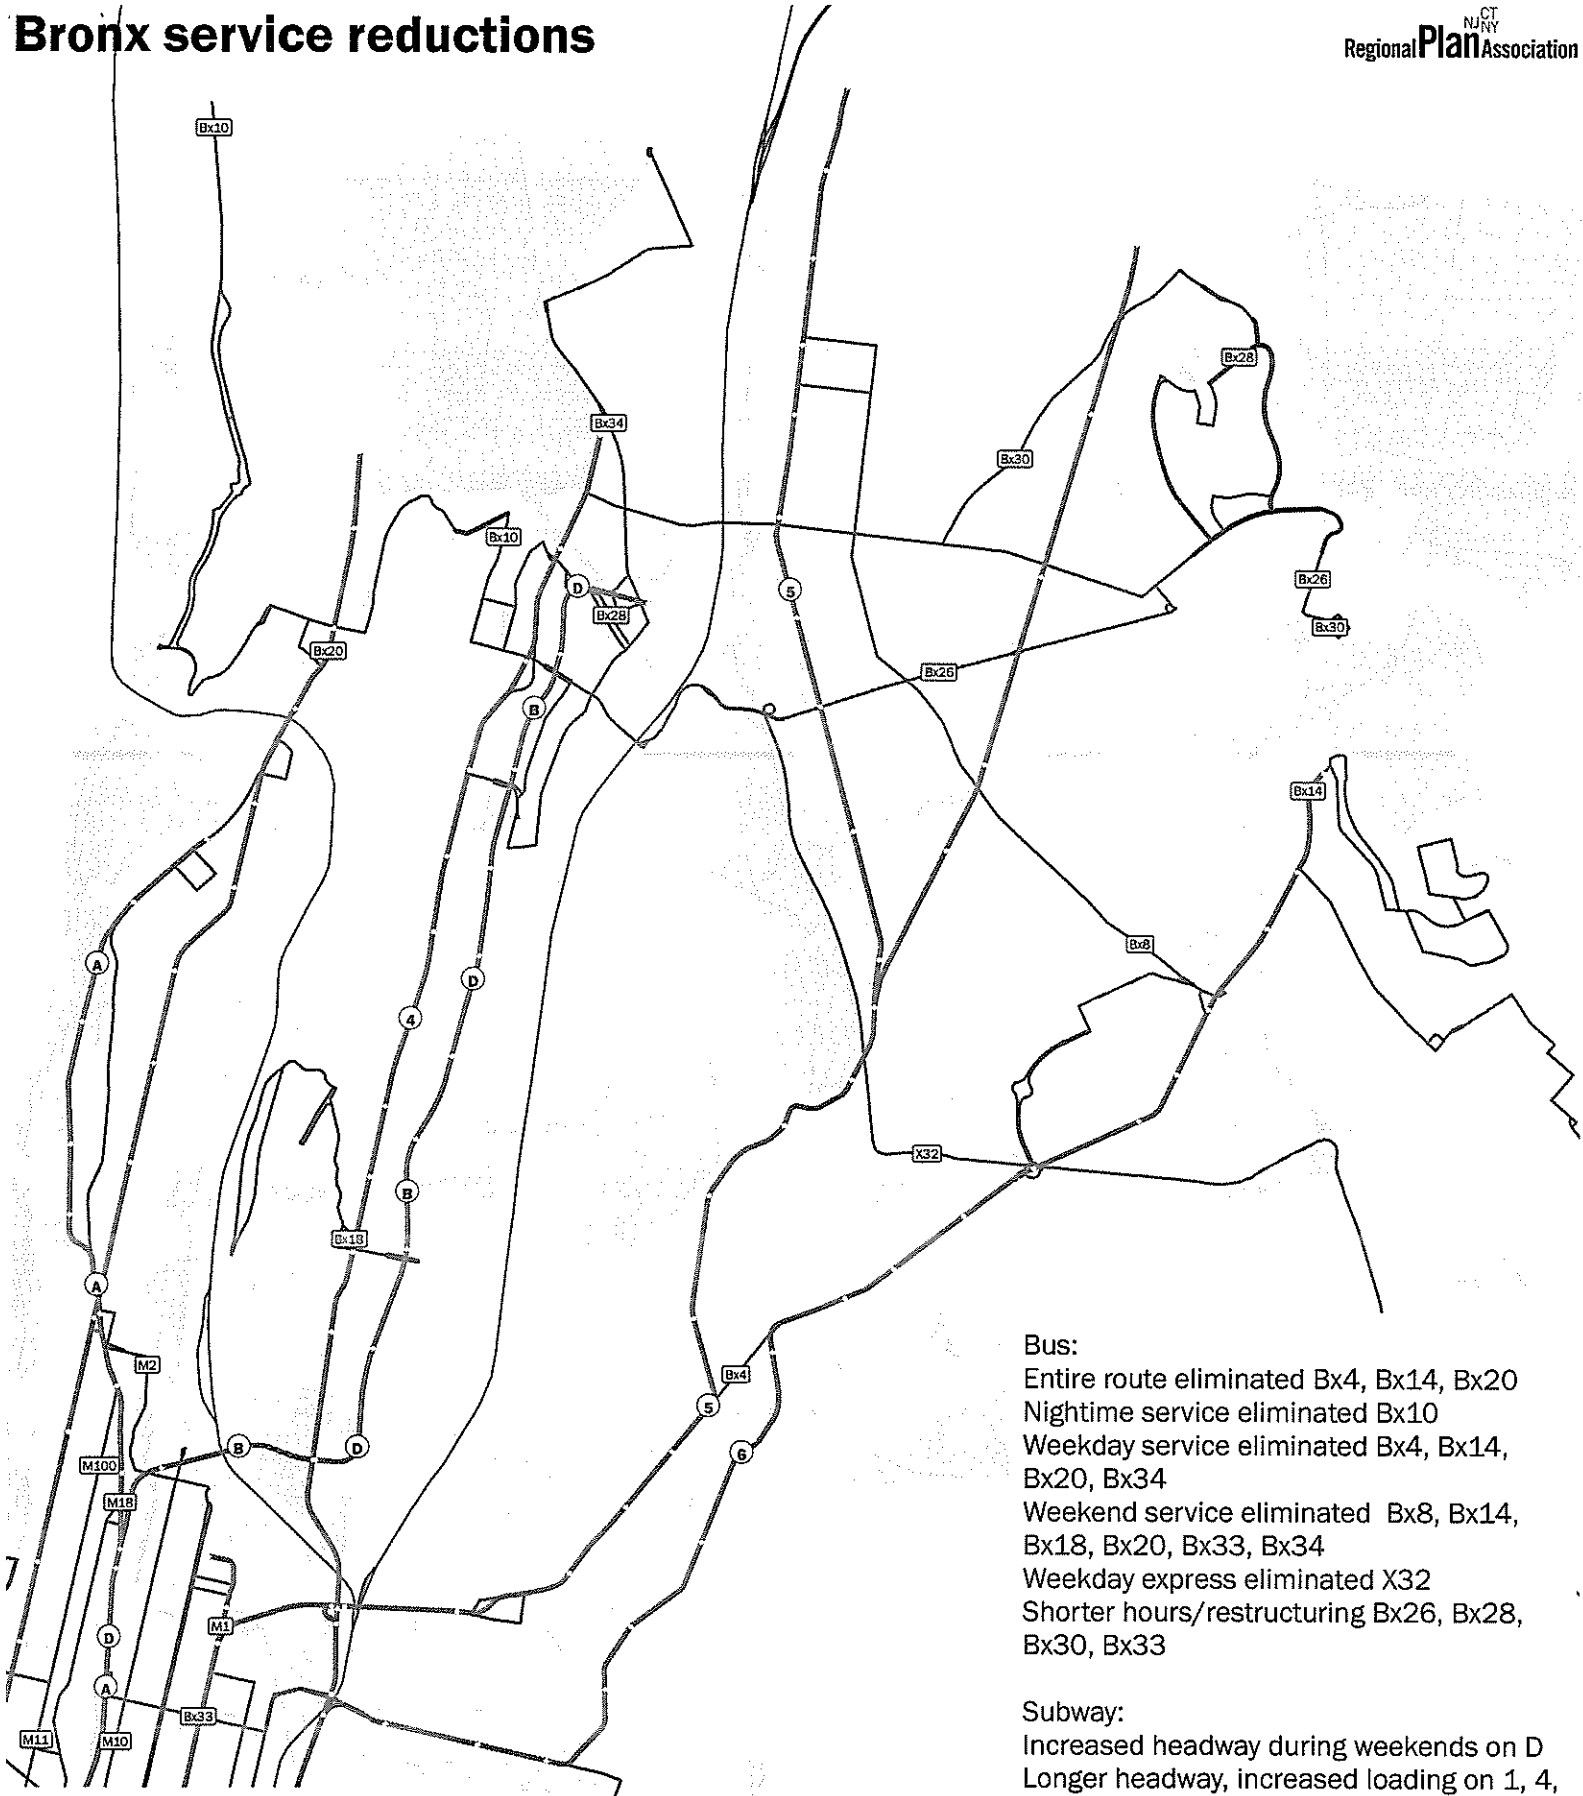 Bronx service reductions
CT
NJ NY
Regional Plan Association
Bx10
Bx34
Bx28
Bx30
Bx10
D
5
Bx26
Bx28
Bx30
Bx20
Bx26
B
Bx14
Bx8
A
D
4
X32
B
Bx18
A
M2
Bx4
5
B
D
6
M100
M18
M1
D
A
Bx33
M11
M10
Bus:
Entire route eliminated Bx4, Bx14, Bx20
Nightime service eliminated Bx10
Weekday service eliminated Bx4, Bx14,
Bx20, Bx34
Weekend service eliminated Bx8, Bx14,
Bx18, Bx20, Bx33, Bx34
Weekday express eliminated X32
Shorter hours/restructuring Bx26, Bx28,
Bx30, Bx33
Subway:
Increased headway during weekends on D
Longer headway, increased loading on 1, 4,